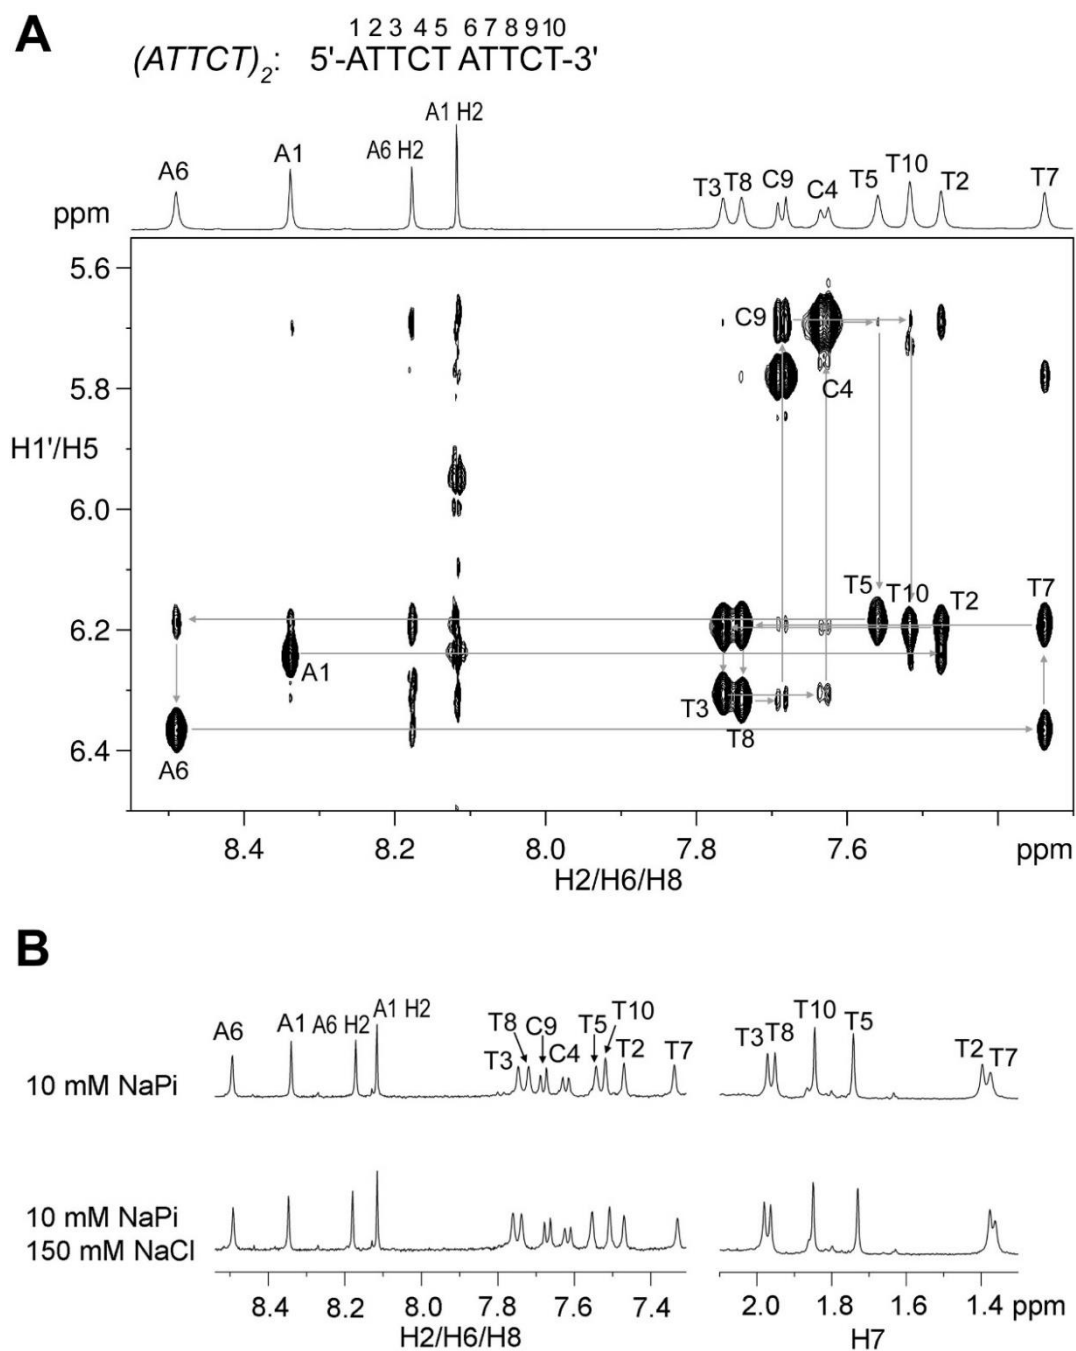 A
1 2 3 4 5 6 7 8 9 10
(ATTCT)2: 5'-ATTCT ATTCT-3'
A1 H2
A6 A1 A6 H2 T3 T8 C9 C4 T5 T10 T2 T7
ppm
5.6
C9
5.8
C4
H1'/H5
6.0
T5 T10 T2 T7
6.2
A1
T3
T8
6.4
A6
8.4 8.2 8.0 7.8 7.6 ppm
H2/H6/H8
B
A6 A1 A6 H2 A1 H2 T3 T8 C9 C4 T5 T10 T2 T7 T3 T8 T10 T5 T2 T7
10 mM NaPi
10 mM NaPi
150 mM NaCl
8.4 8.2 8.0 7.8 7.6 7.4 2.0 1.8 1.6 1.4 ppm
H2/H6/H8 H7